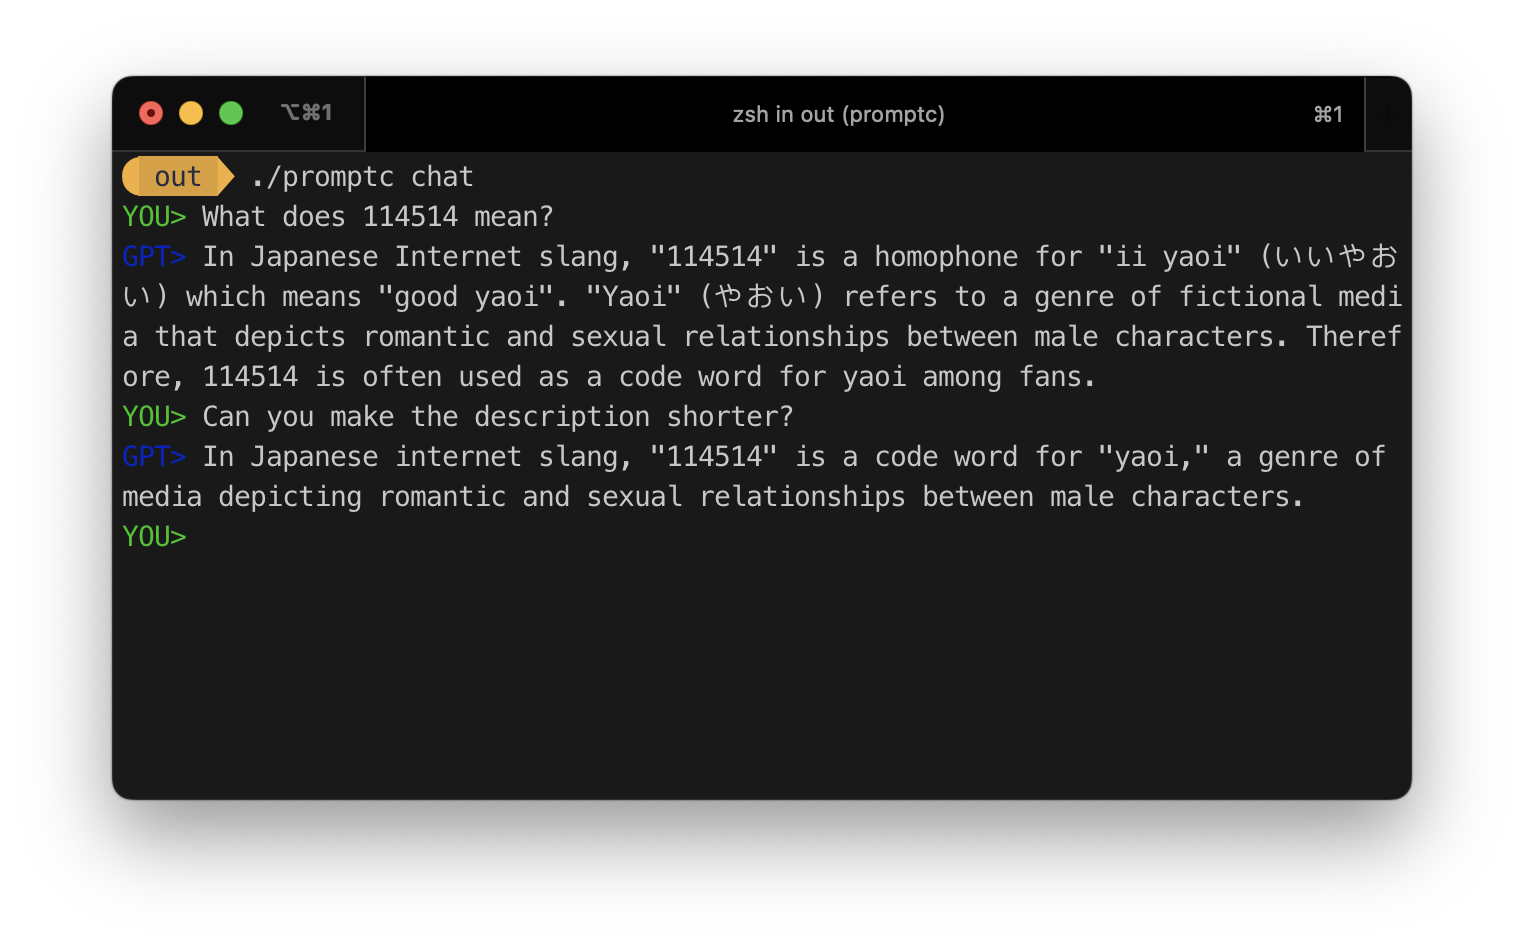 ⌥⌘1 zsh in out (promptc) ⌘1
out ./promptc chat
YOU> What does 114514 mean?
GPT> In Japanese Internet slang, "114514" is a homophone for "ii yaoi" (いいやお
い) which means "good yaoi". "Yaoi" (やおい) refers to a genre of fictional medi
a that depicts romantic and sexual relationships between male characters. Theref
ore, 114514 is often used as a code word for yaoi among fans.
YOU> Can you make the description shorter?
GPT> In Japanese internet slang, "114514" is a code word for "yaoi," a genre of
media depicting romantic and sexual relationships between male characters.
YOU>